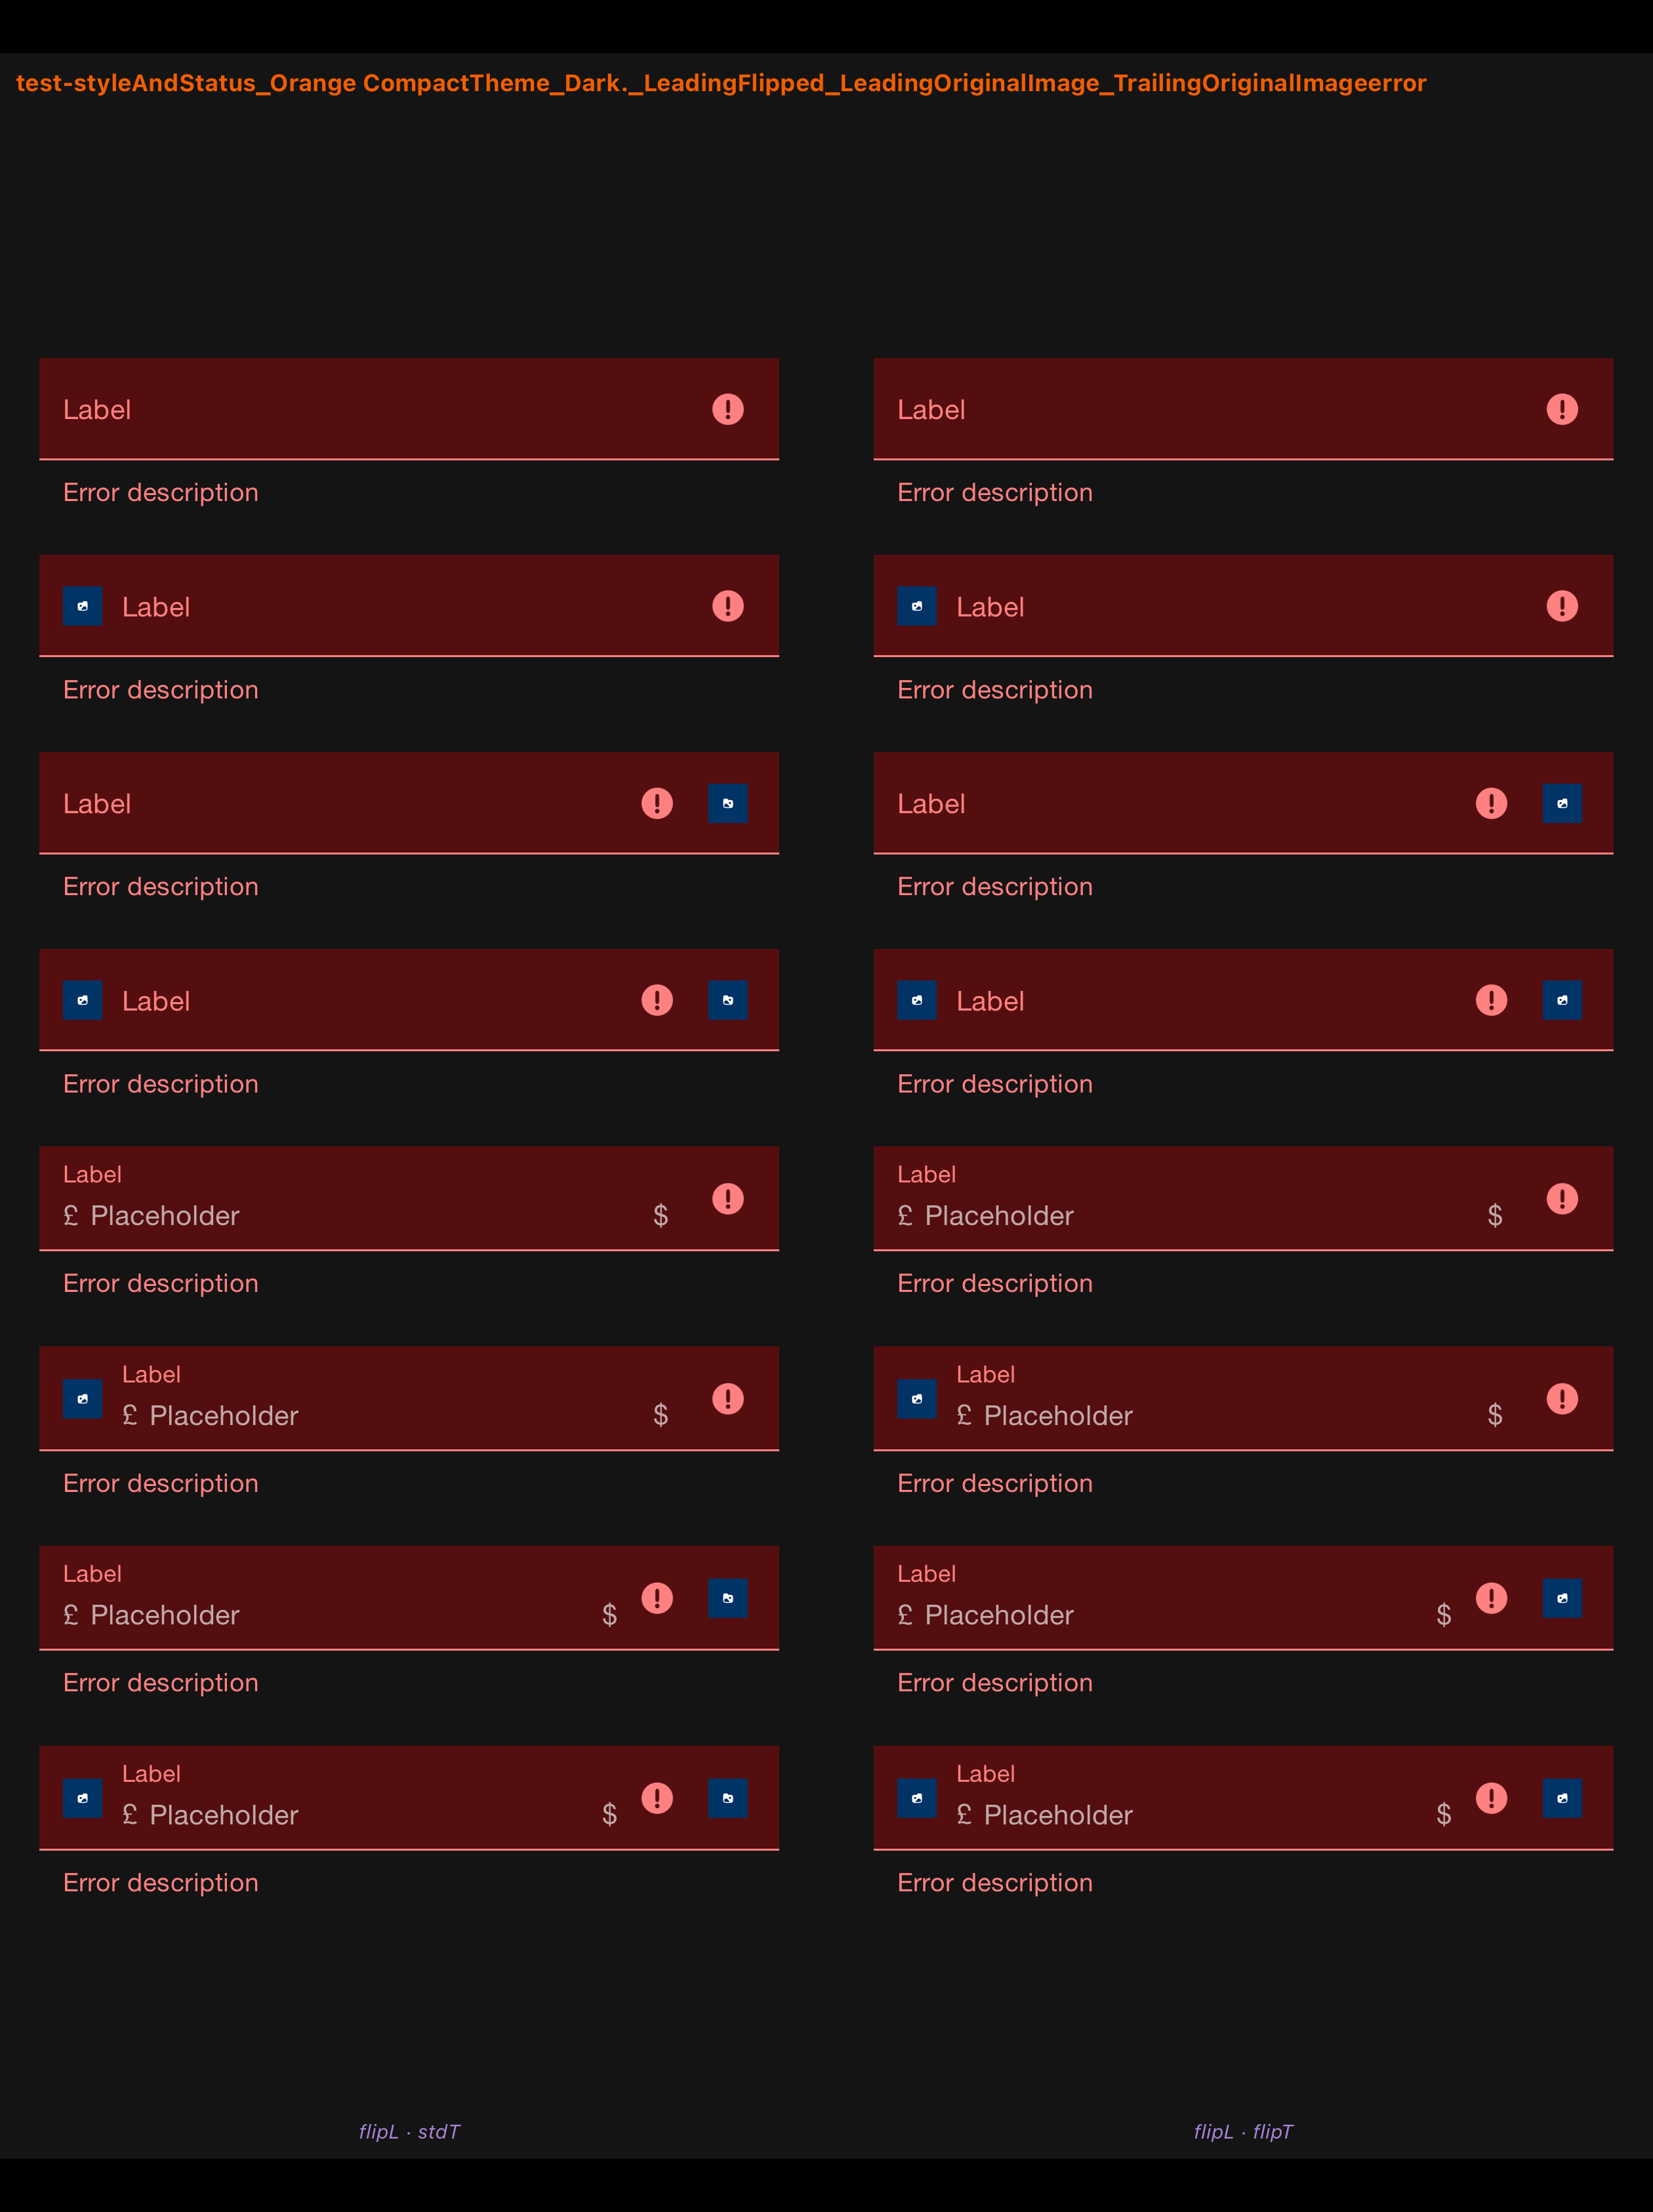 test-styleAndStatus_Orange CompactTheme_Dark._LeadingFlipped_LeadingOriginalImage_TrailingOriginalImageerror
Label
Error description
Label
Error description
Label
Error description
Label
Error description
Label
£ Placeholder $
Error description
Label
£ Placeholder $
Error description
Label
£ Placeholder $
Error description
Label
£ Placeholder $
Error description
flipL · stdT
Label
Error description
Label
Error description
Label
Error description
Label
Error description
Label
£ Placeholder $
Error description
Label
£ Placeholder $
Error description
Label
£ Placeholder $
Error description
Label
£ Placeholder $
Error description
flipL · flipT